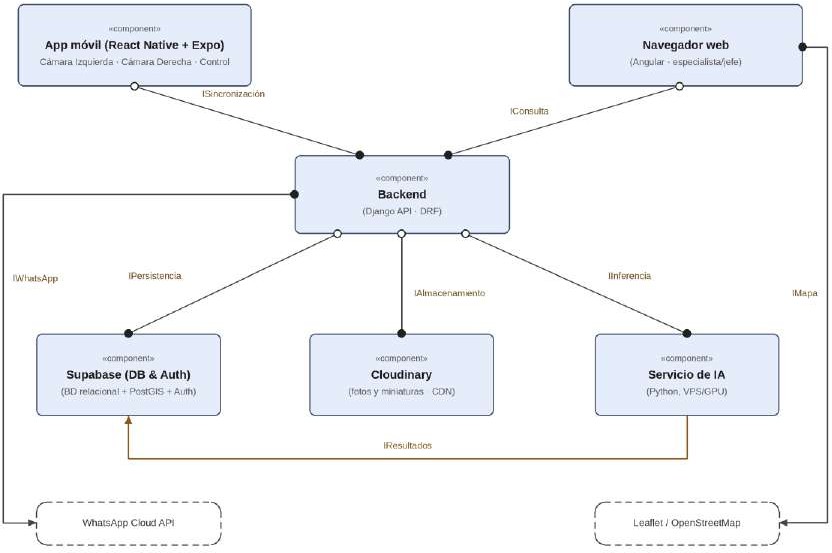 «component»
App móvil (React Native + Expo)
Cámara Izquierda · Cámara Derecha · Control
«component»
Navegador web
(Angular · especialista/jefe)
ISincronización
IConsulta
«component»
Backend
(Django API · DRF)
IWhatsApp
IPersistencia
IAlmacenamiento
IInferencia
IMapa
«component»
Supabase (DB & Auth)
(BD relacional + PostGIS + Auth)
«component»
Cloudinary
(fotos y miniaturas · CDN)
«component»
Servicio de IA
(Python, VPS/GPU)
IResultados
WhatsApp Cloud API
Leaflet / OpenStreetMap